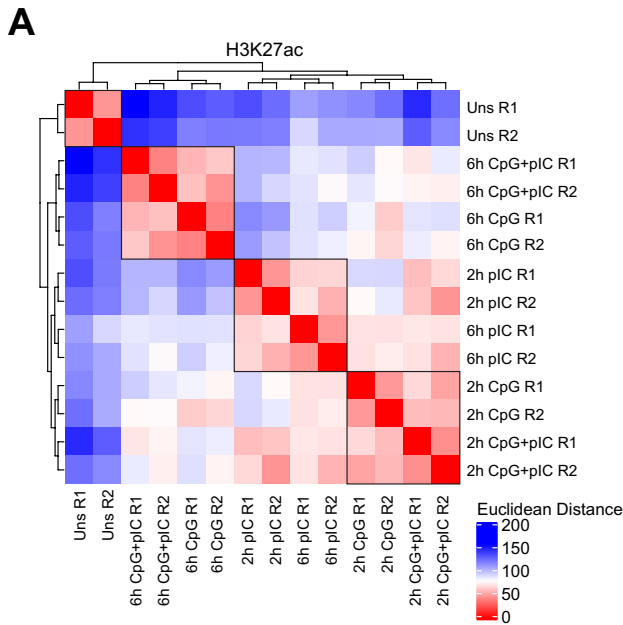 A
H3K27ac
Uns R1
Uns R2
6h CpG+pIC R1
6h CpG+pIC R2
6h CpG R1
6h CpG R2
2h pIC R1
2h pIC R2
6h pIC R1
6h pIC R2
2h CpG R1
2h CpG R2
2h CpG+pIC R1
2h CpG+pIC R2
Uns R1
Uns R2
6h CpG+pIC R1
6h CpG+pIC R2
6h CpG R1
6h CpG R2
2h pIC R1
2h pIC R2
6h pIC R1
6h pIC R2
2h CpG R1
2h CpG R2
2h CpG+pIC R1
2h CpG+pIC R2
Euclidean Distance
200
150
100
50
0